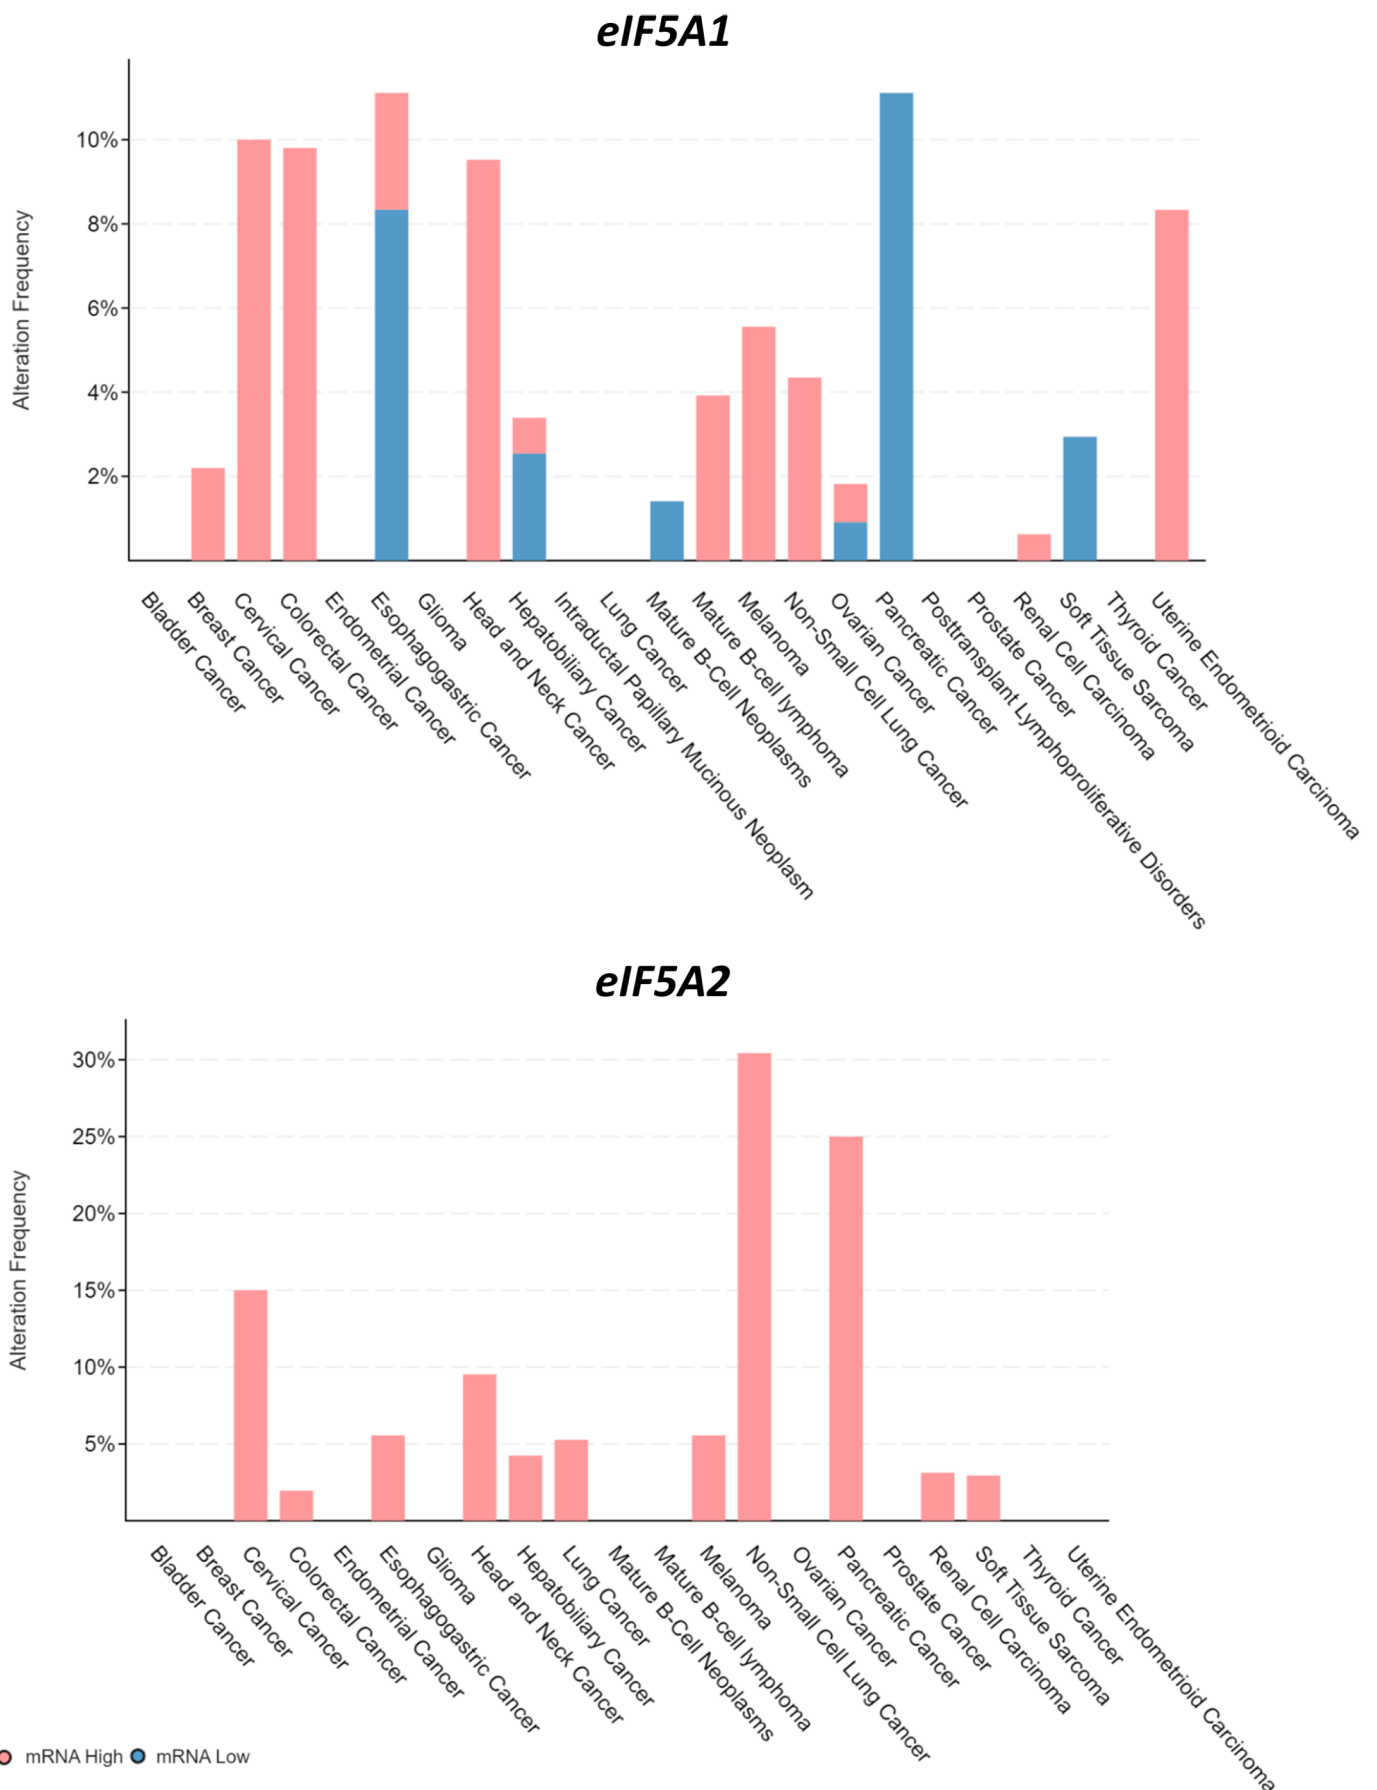 eIF5A1
Alteration Frequency
10%
8%
6%
4%
2%
Bladder Cancer
Breast Cancer
Cervical Cancer
Colorectal Cancer
Endometrial Cancer
Esophagogastric Cancer
Glioma
Head and Neck Cancer
Hepatobiliary Cancer
Intraductal Papillary Mucinous Neoplasm
Lung Cancer
Mature B-Cell Neoplasms
Mature B-cell lymphoma
Melanoma
Non-Small Cell Lung Cancer
Ovarian Cancer
Pancreatic Cancer
Posttransplant Lymphoproliferative Disorders
Prostate Cancer
Renal Cell Carcinoma
Soft Tissue Sarcoma
Thyroid Cancer
Uterine Endometrioid Carcinoma
eIF5A2
Alteration Frequency
30%
25%
20%
15%
10%
5%
Bladder Cancer
Breast Cancer
Cervical Cancer
Colorectal Cancer
Endometrial Cancer
Esophagogastric Cancer
Glioma
Head and Neck Cancer
Hepatobiliary Cancer
Lung Cancer
Mature B-Cell Neoplasms
Mature B-cell lymphoma
Melanoma
Non-Small Cell Lung Cancer
Ovarian Cancer
Pancreatic Cancer
Prostate Cancer
Renal Cell Carcinoma
Soft Tissue Sarcoma
Thyroid Cancer
Uterine Endometrioid Carcinoma
mRNA High mRNA Low